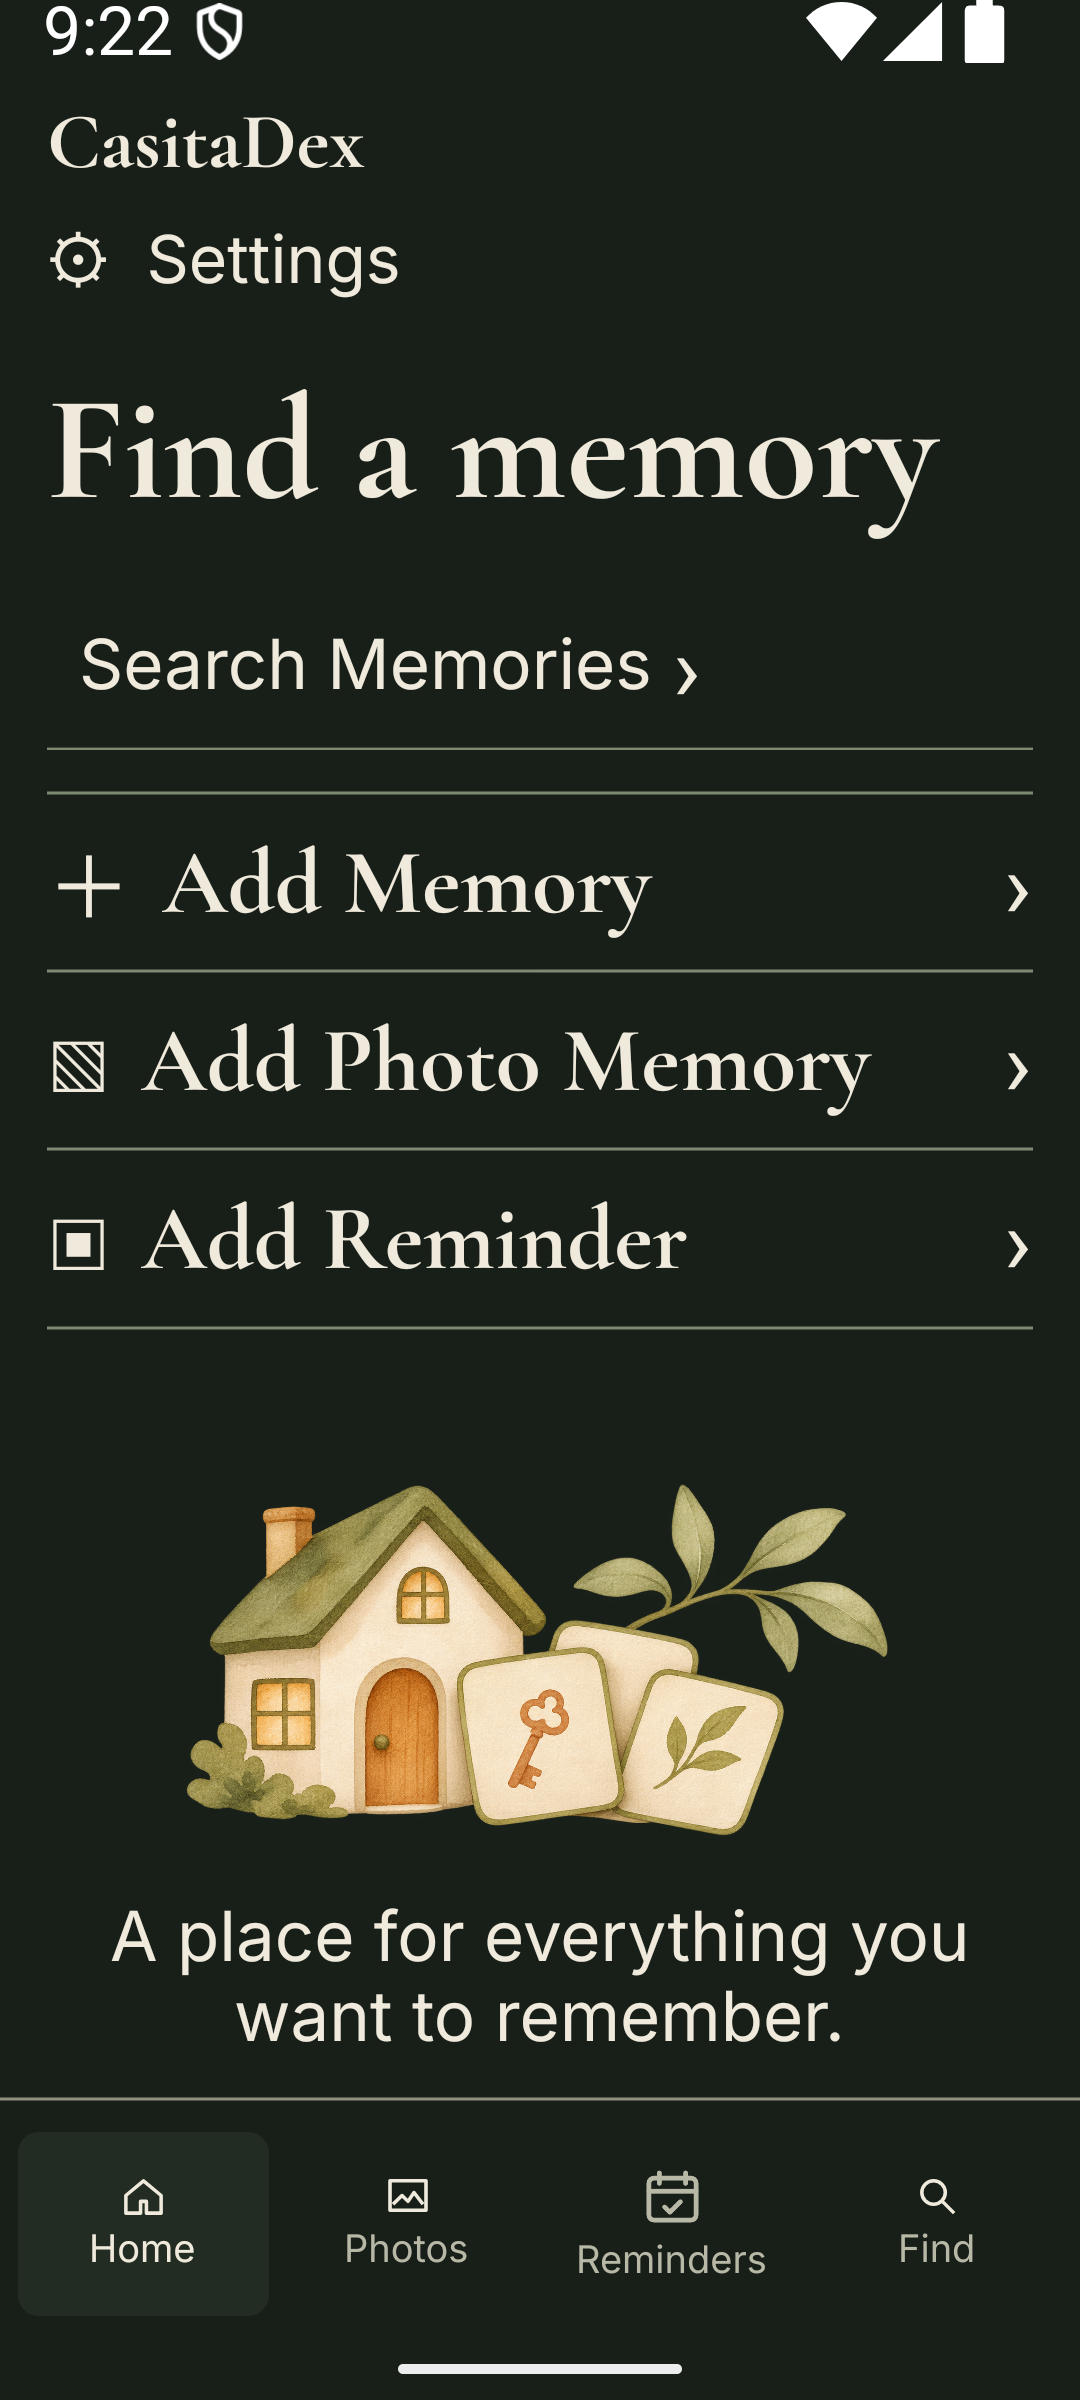 9:22
CasitaDex
Settings
Find a memory
Search Memories ›
Add Memory ›
Add Photo Memory ›
Add Reminder ›
A place for everything you
want to remember.
Home
Photos
Reminders
Find